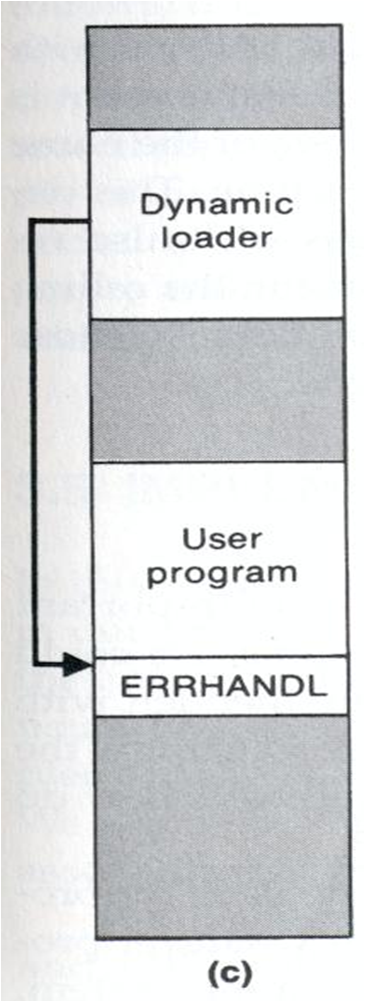 Dynamic
loader
User
program
ERRHANDL
(c)